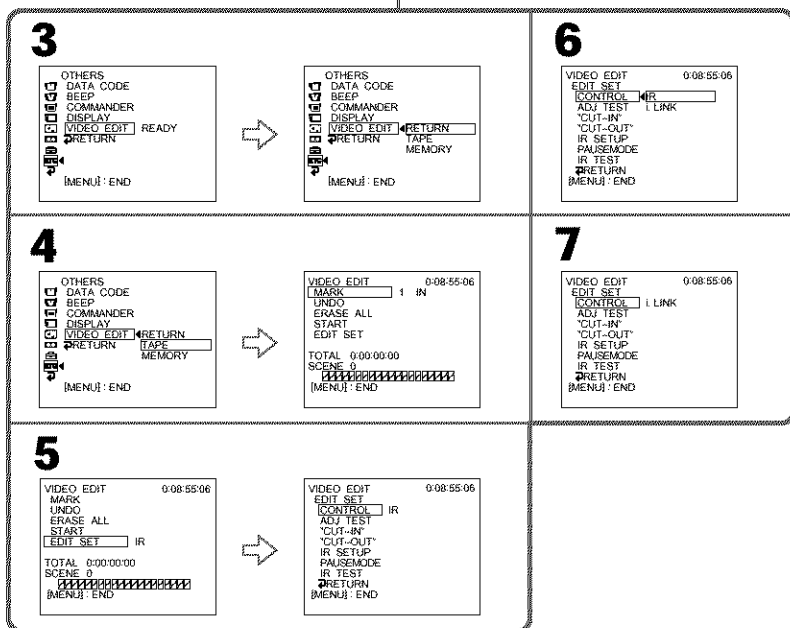 3
OTHERS
DATA CODE
BEEP
COMMANDER
DISPLAY
VIDEO EDIT READY
RETURN
ETC
[MENU] : END
OTHERS
DATA CODE
BEEP
COMMANDER
DISPLAY
VIDEO EDIT RETURN
RETURN TAPE
MEMORY
ETC
[MENU] : END
4
OTHERS
DATA CODE
BEEP
COMMANDER
DISPLAY
VIDEO EDIT RETURN
RETURN TAPE
MEMORY
ETC
[MENU] : END
VIDEO EDIT 0:08:55:06
MARK 1 IN
UNDO
ERASE ALL
START
EDIT SET
TOTAL 0:00:00:00
SCENE 0
[MENU] : END
5
VIDEO EDIT 0:08:55:06
MARK
UNDO
ERASE ALL
START
EDIT SET IR
TOTAL 0:00:00:00
SCENE 0
[MENU] : END
VIDEO EDIT 0:08:55:06
EDIT SET
CONTROL IR
ADJ TEST
"CUT-IN"
"CUT-OUT"
IR SETUP
PAUSEMODE
IR TEST
RETURN
[MENU] : END
6
VIDEO EDIT 0:08:55:06
EDIT SET
CONTROL IR
ADJ TEST i. LINK
"CUT-IN"
"CUT-OUT"
IR SETUP
PAUSEMODE
IR TEST
RETURN
[MENU] : END
7
VIDEO EDIT 0:08:55:06
EDIT SET
CONTROL i. LINK
ADJ TEST
"CUT-IN"
"CUT-OUT"
IR SETUP
PAUSEMODE
IR TEST
RETURN
[MENU] : END